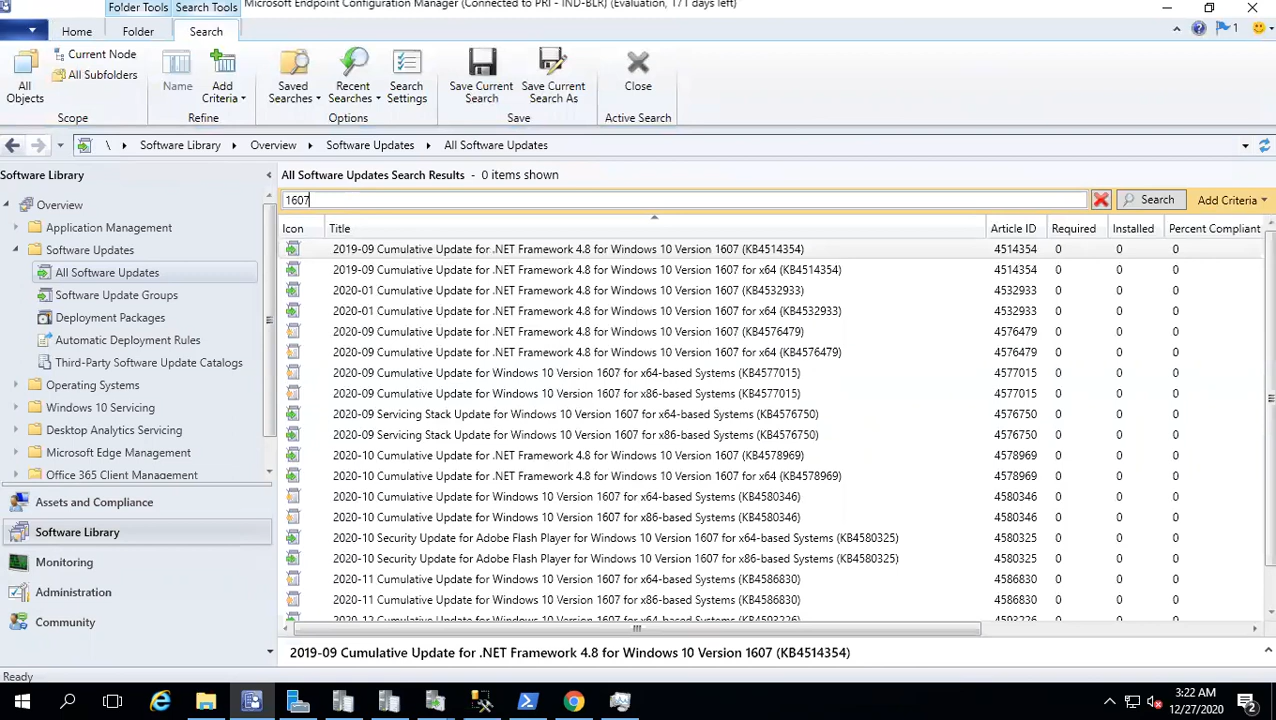 Folder Tools Search Tools Microsoft Endpoint Configuration Manager (Connected to PRI - IND-BLR) (Evaluation, 171 days left)
Home Folder Search 1
All Objects
Current Node
All Subfolders
Scope
Name
Add Criteria
Refine
Saved Searches
Recent Searches
Search Settings
Options
Save Current Search
Save Current Search As
Save
Close
Active Search
\ Software Library Overview Software Updates All Software Updates
Software Library
Overview
Application Management
Software Updates
All Software Updates
Software Update Groups
Deployment Packages
Automatic Deployment Rules
Third-Party Software Update Catalogs
Operating Systems
Windows 10 Servicing
Desktop Analytics Servicing
Microsoft Edge Management
Office 365 Client Management
Assets and Compliance
Software Library
Monitoring
Administration
Community
All Software Updates Search Results - 0 items shown
1607 Search Add Criteria
Icon Title Article ID Required Installed Percent Compliant
2019-09 Cumulative Update for .NET Framework 4.8 for Windows 10 Version 1607 (KB4514354) 4514354 0 0 0
2019-09 Cumulative Update for .NET Framework 4.8 for Windows 10 Version 1607 for x64 (KB4514354) 4514354 0 0 0
2020-01 Cumulative Update for .NET Framework 4.8 for Windows 10 Version 1607 (KB4532933) 4532933 0 0 0
2020-01 Cumulative Update for .NET Framework 4.8 for Windows 10 Version 1607 for x64 (KB4532933) 4532933 0 0 0
2020-09 Cumulative Update for .NET Framework 4.8 for Windows 10 Version 1607 (KB4576479) 4576479 0 0 0
2020-09 Cumulative Update for .NET Framework 4.8 for Windows 10 Version 1607 for x64 (KB4576479) 4576479 0 0 0
2020-09 Cumulative Update for Windows 10 Version 1607 for x64-based Systems (KB4577015) 4577015 0 0 0
2020-09 Cumulative Update for Windows 10 Version 1607 for x86-based Systems (KB4577015) 4577015 0 0 0
2020-09 Servicing Stack Update for Windows 10 Version 1607 for x64-based Systems (KB4576750) 4576750 0 0 0
2020-09 Servicing Stack Update for Windows 10 Version 1607 for x86-based Systems (KB4576750) 4576750 0 0 0
2020-10 Cumulative Update for .NET Framework 4.8 for Windows 10 Version 1607 (KB4578969) 4578969 0 0 0
2020-10 Cumulative Update for .NET Framework 4.8 for Windows 10 Version 1607 for x64 (KB4578969) 4578969 0 0 0
2020-10 Cumulative Update for Windows 10 Version 1607 for x64-based Systems (KB4580346) 4580346 0 0 0
2020-10 Cumulative Update for Windows 10 Version 1607 for x86-based Systems (KB4580346) 4580346 0 0 0
2020-10 Security Update for Adobe Flash Player for Windows 10 Version 1607 for x64-based Systems (KB4580325) 4580325 0 0 0
2020-10 Security Update for Adobe Flash Player for Windows 10 Version 1607 for x86-based Systems (KB4580325) 4580325 0 0 0
2020-11 Cumulative Update for Windows 10 Version 1607 for x64-based Systems (KB4586830) 4586830 0 0 0
2020-11 Cumulative Update for Windows 10 Version 1607 for x86-based Systems (KB4586830) 4586830 0 0 0
2020-12 Cumulative Update for Windows 10 Version 1607 for x64-based Systems (KB4593226) 4593226 0 0 0
2019-09 Cumulative Update for .NET Framework 4.8 for Windows 10 Version 1607 (KB4514354)
Ready
3:22 AM
12/27/2020
2